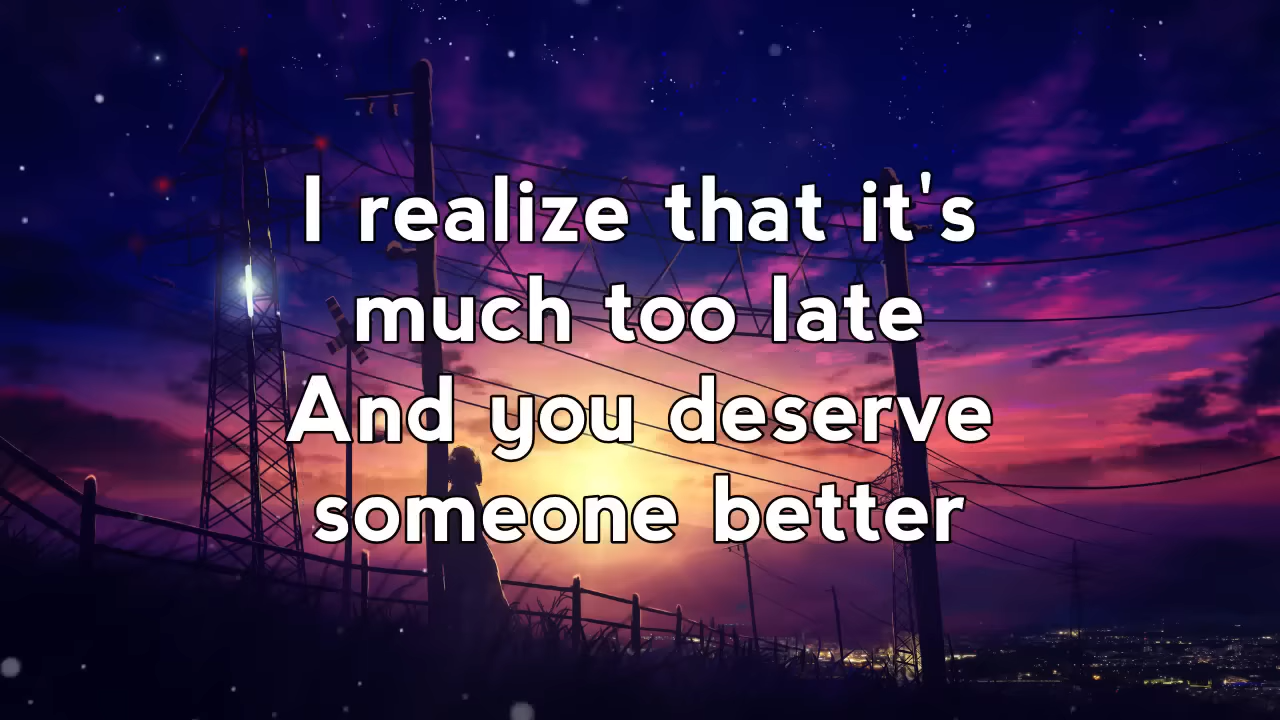 I realize that it's
much too late
And you deserve
someone better